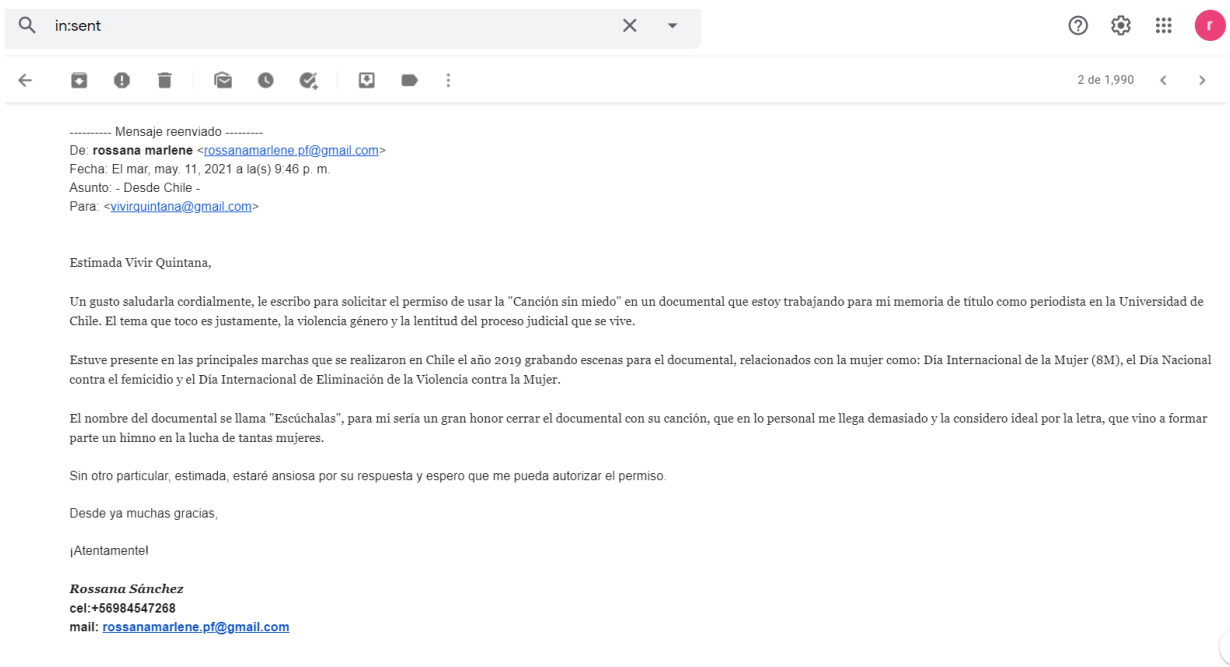 in:sent
r
2 de 1,990
---------- Mensaje reenviado ---------
De: rossana marlene <rossanamarlene.pf@gmail.com>
Fecha: El mar, may. 11, 2021 a la(s) 9:46 p. m.
Asunto: - Desde Chile -
Para: <vivirquintana@gmail.com>
Estimada Vivir Quintana,
Un gusto saludarla cordialmente, le escribo para solicitar el permiso de usar la "Canción sin miedo" en un documental que estoy trabajando para mi memoria de título como periodista en la Universidad de
Chile. El tema que toco es justamente, la violencia género y la lentitud del proceso judicial que se vive.
Estuve presente en las principales marchas que se realizaron en Chile el año 2019 grabando escenas para el documental, relacionados con la mujer como: Día Internacional de la Mujer (8M), el Día Nacional
contra el femicidio y el Día Internacional de Eliminación de la Violencia contra la Mujer.
El nombre del documental se llama "Escúchalas", para mi sería un gran honor cerrar el documental con su canción, que en lo personal me llega demasiado y la considero ideal por la letra, que vino a formar
parte un himno en la lucha de tantas mujeres.
Sin otro particular, estimada, estaré ansiosa por su respuesta y espero que me pueda autorizar el permiso.
Desde ya muchas gracias,
¡Atentamente!
Rossana Sánchez
cel:+56984547268
mail: rossanamarlene.pf@gmail.com